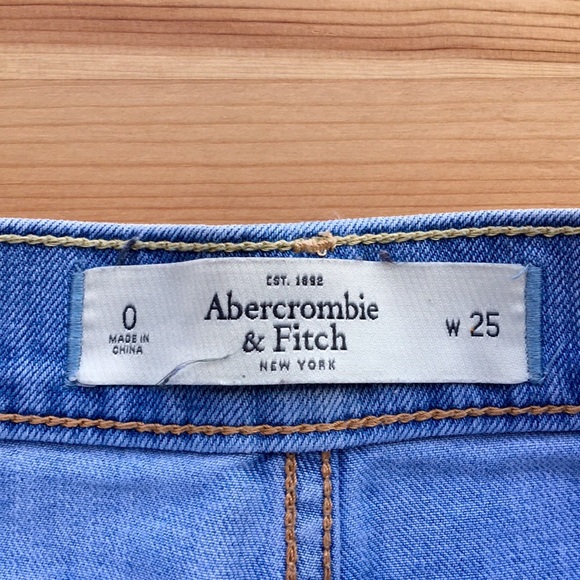 0
MADE IN
CHINA
EST. 1892
Abercrombie
& Fitch
NEW YORK
W 25